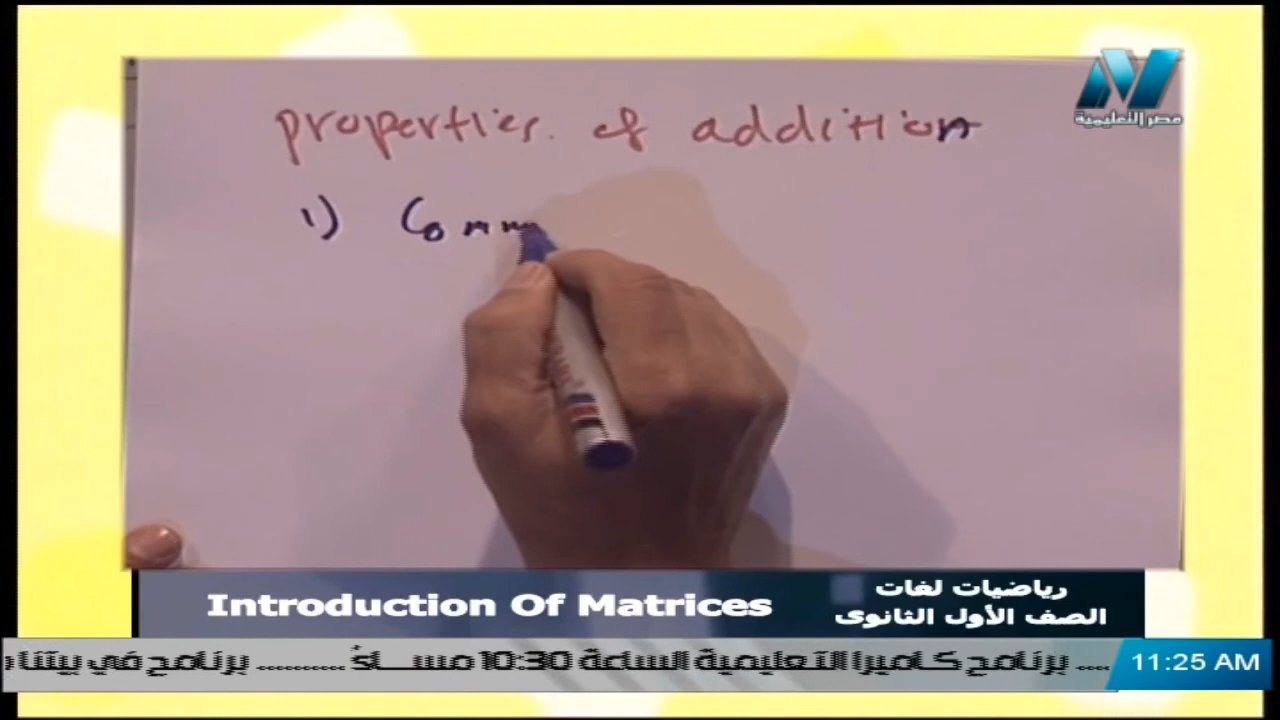 مصر التعليمية
properties of addition
1) Comm
Introduction Of Matrices
رياضيات لغات
الصف الأول الثانوى
.... برنامج كاميرا التعليمية الساعة 10:30 مساءً .......... برنامج في بيتنا
11:25 AM